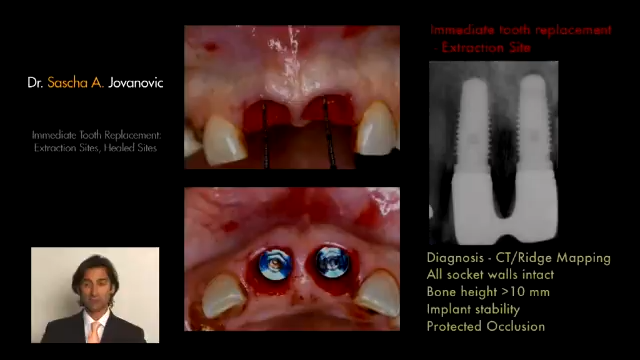 Dr. Sascha A. Jovanovic
Immediate Tooth Replacement:
Extraction Sites, Healed Sites
Immediate tooth replacement
- Extraction Site
Diagnosis - CT/Ridge Mapping
All socket walls intact
Bone height >10 mm
Implant stability
Protected Occlusion